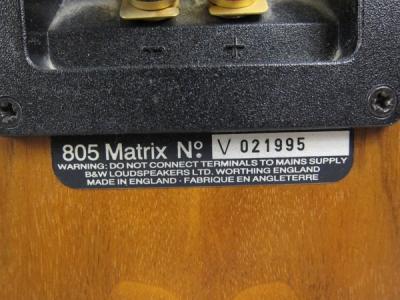 - +
805 Matrix Nº. V 021995
WARNING: DO NOT CONNECT TERMINALS TO MAINS SUPPLY
B&W LOUDSPEAKERS LTD. WORTHING ENGLAND
MADE IN ENGLAND · FABRIQUE EN ANGLETERRE